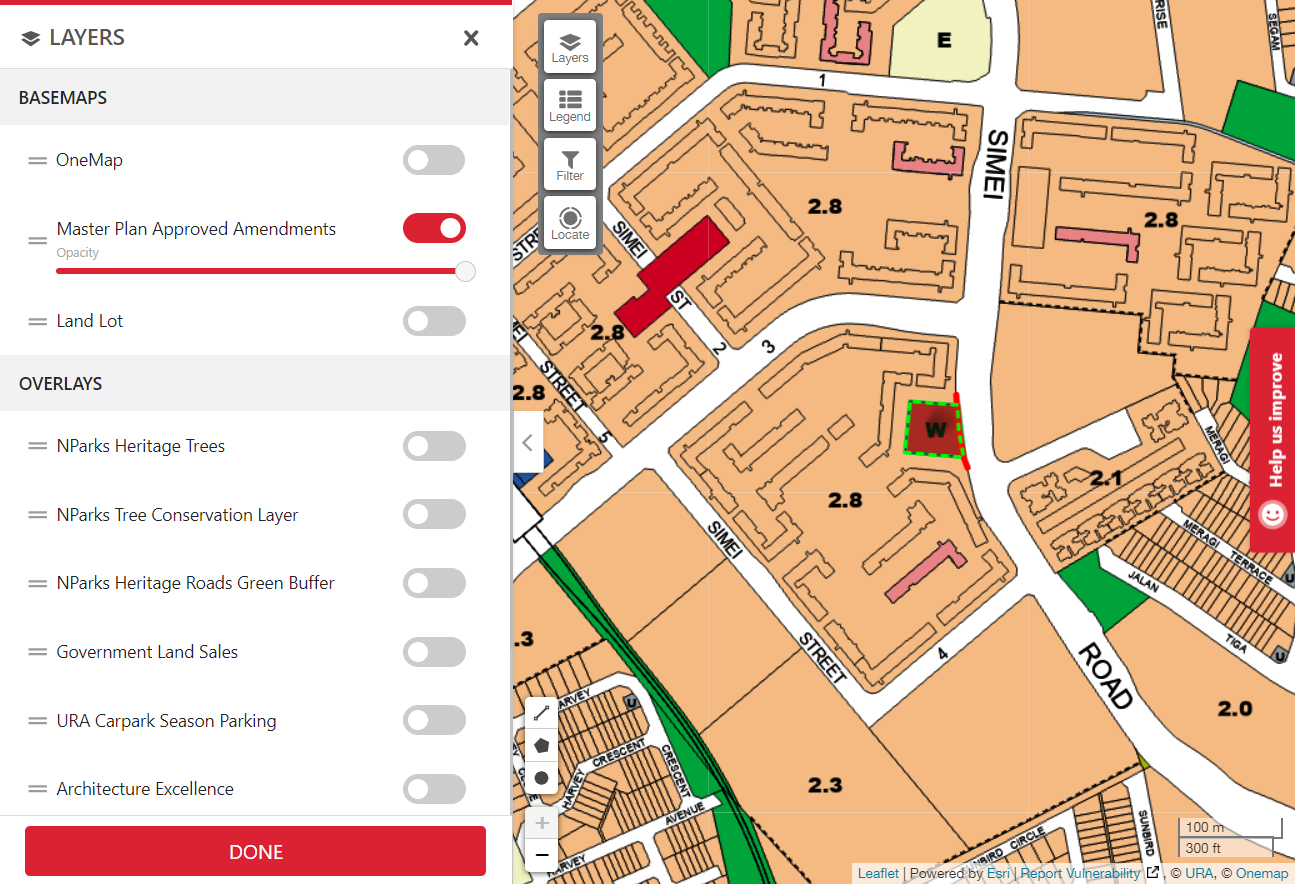 LAYERS
BASEMAPS
OneMap
Master Plan Approved Amendments
Opacity
Land Lot
OVERLAYS
NParks Heritage Trees
NParks Tree Conservation Layer
NParks Heritage Roads Green Buffer
Government Land Sales
URA Carpark Season Parking
Architecture Excellence
DONE
Layers
Legend
Filter
Locate
E
1
SIMEI
SEGAM
RISE
2.8
2.8
SIMEI
ST
2
3
2.8
STREET
5
2.8
W
2.8
2.1
MERAGI
MERAGI TERRACE
JALAN
TIGA
U
U
SIMEI
STREET
4
ROAD
2.0
2.3
.3
U
HARVEY CRESCENT
CRESCENT
AVENUE
HARVEY
SUNBIRD
CIRCLE
Help us improve
100 m
300 ft
Leaflet | Powered by Esri | Report Vulnerability , © URA, © Onemap